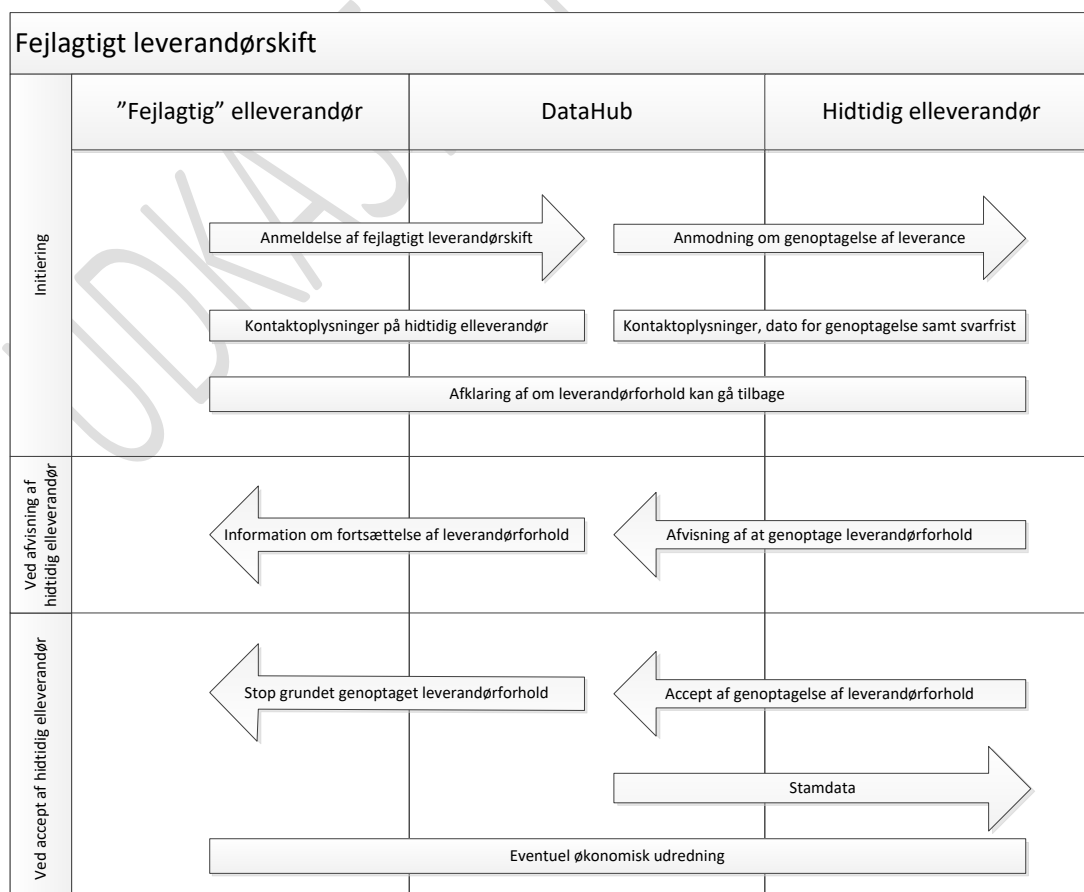 Fejlagtigt leverandørskift
”Fejlagtig” elleverandør
DataHub
Hidtidig elleverandør
Initiering
Anmeldelse af fejlagtigt leverandørskift
Anmodning om genoptagelse af leverance
Kontaktoplysninger på hidtidig elleverandør
Kontaktoplysninger, dato for genoptagelse samt svarfrist
Afklaring af om leverandørforhold kan gå tilbage
Ved afvisning af
hidtidig elleverandør
Information om fortsættelse af leverandørforhold
Afvisning af at genoptage leverandørforhold
Ved accept af hidtidig elleverandør
Stop grundet genoptaget leverandørforhold
Accept af genoptagelse af leverandørforhold
Stamdata
Eventuel økonomisk udredning